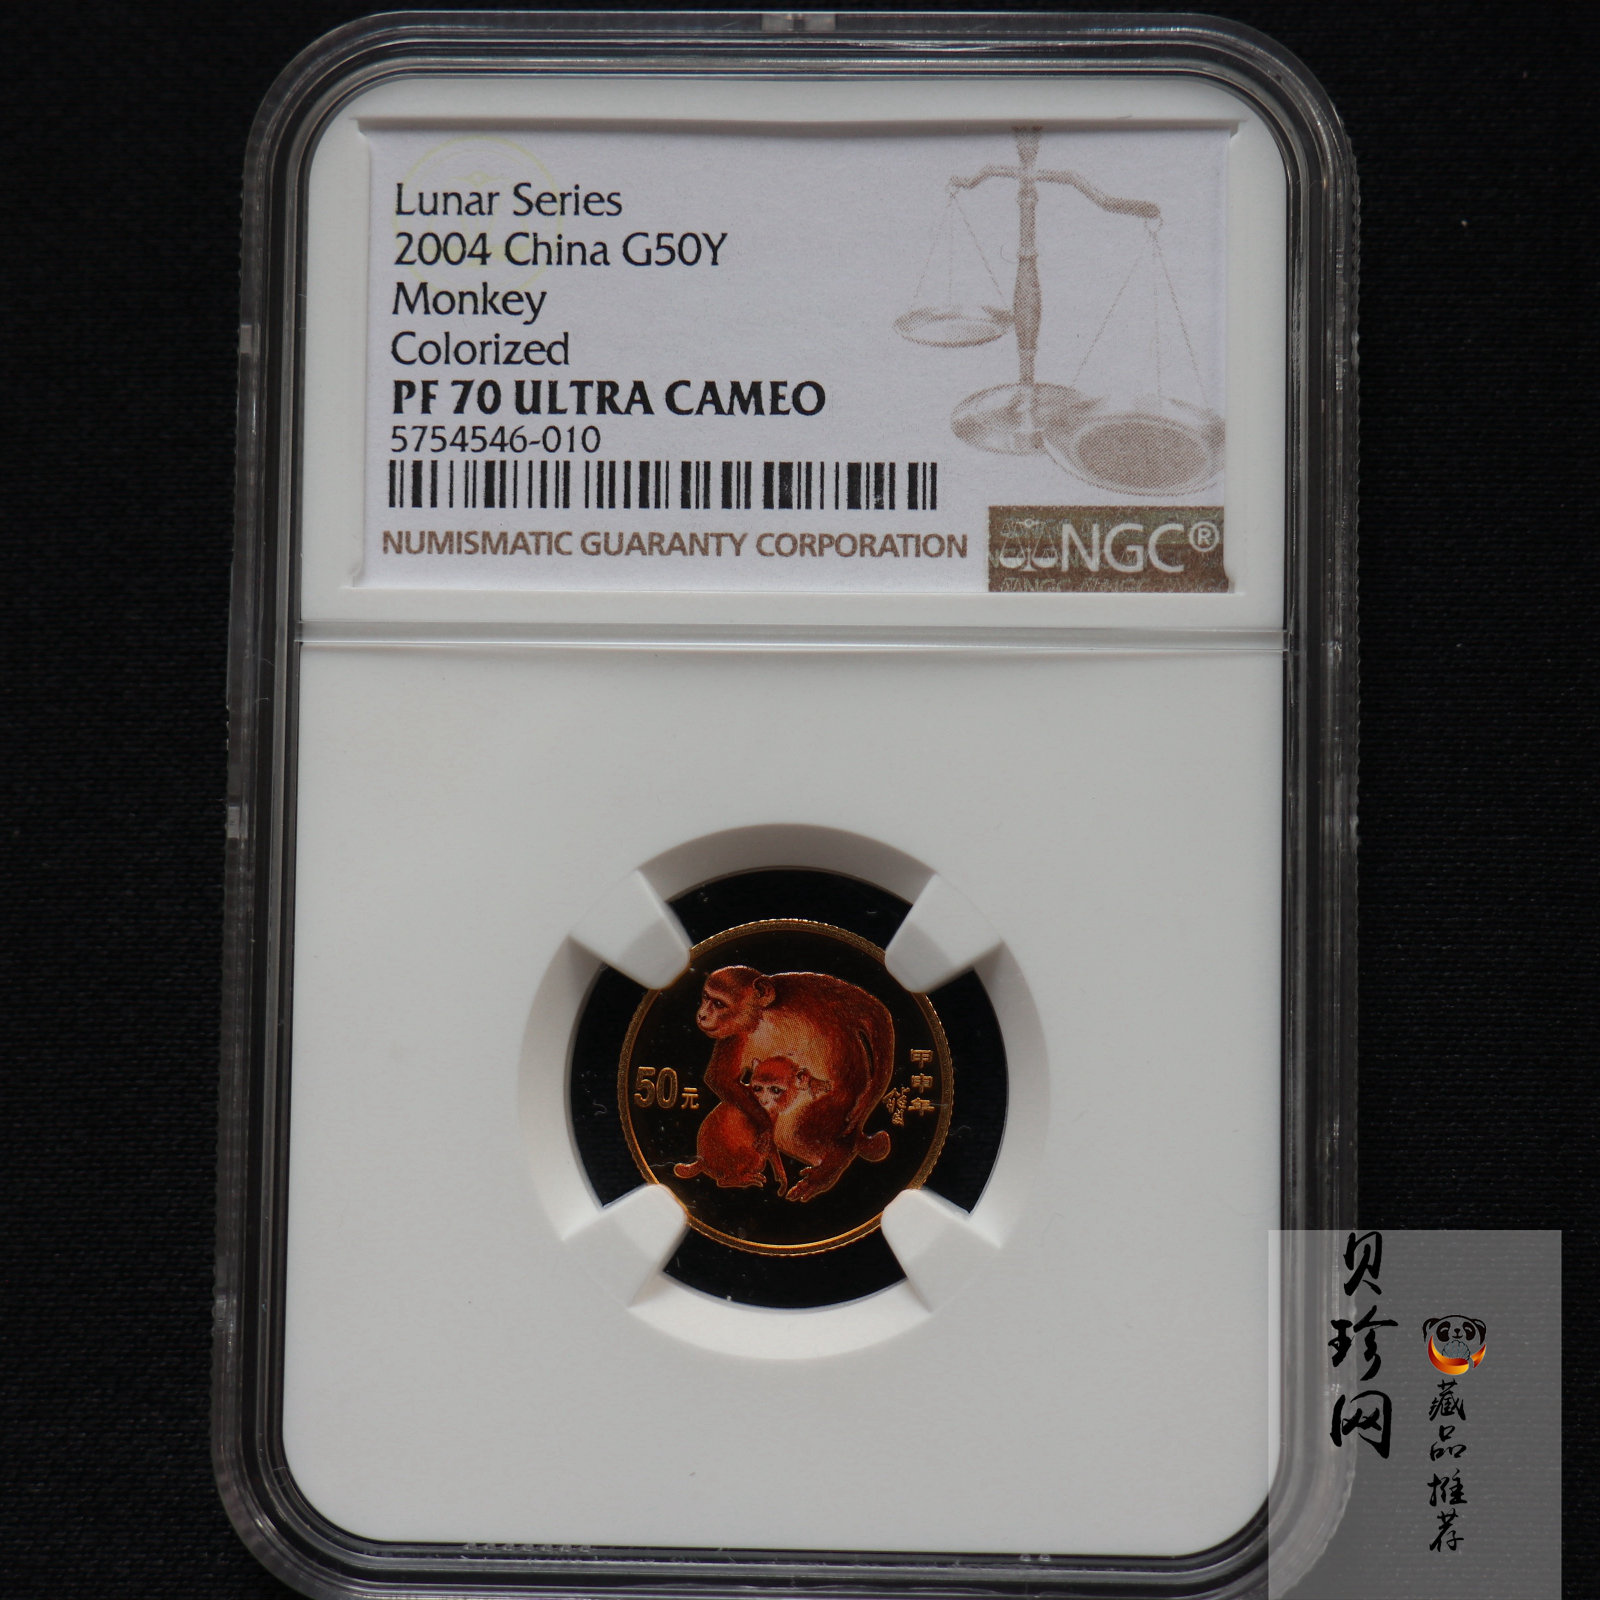 Lunar Series
2004 China G50Y
Monkey
Colorized
PF 70 ULTRA CAMEO
5754546-010
NUMISMATIC GUARANTY CORPORATION
NGC®
50元
甲申年
贝珍网
藏品推荐